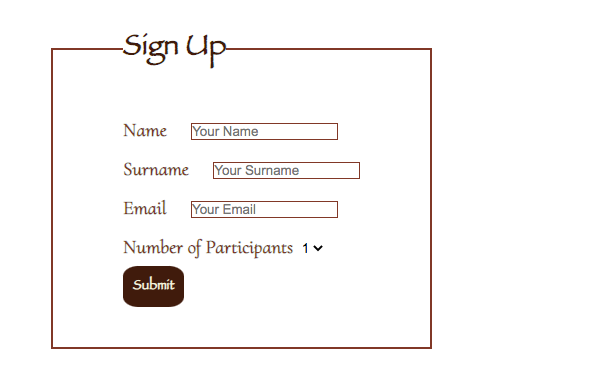 Sign Up
Name Your Name
Surname Your Surname
Email Your Email
Number of Participants 1
Submit